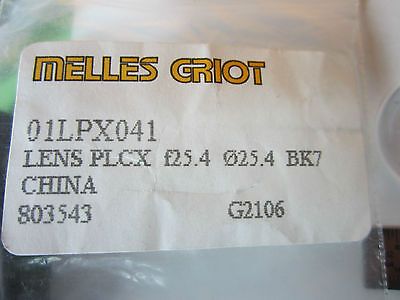 MELLES GRIOT
01LPX041
LENS PLCX f25.4 Ø25.4 BK7
CHINA
803543 G2106